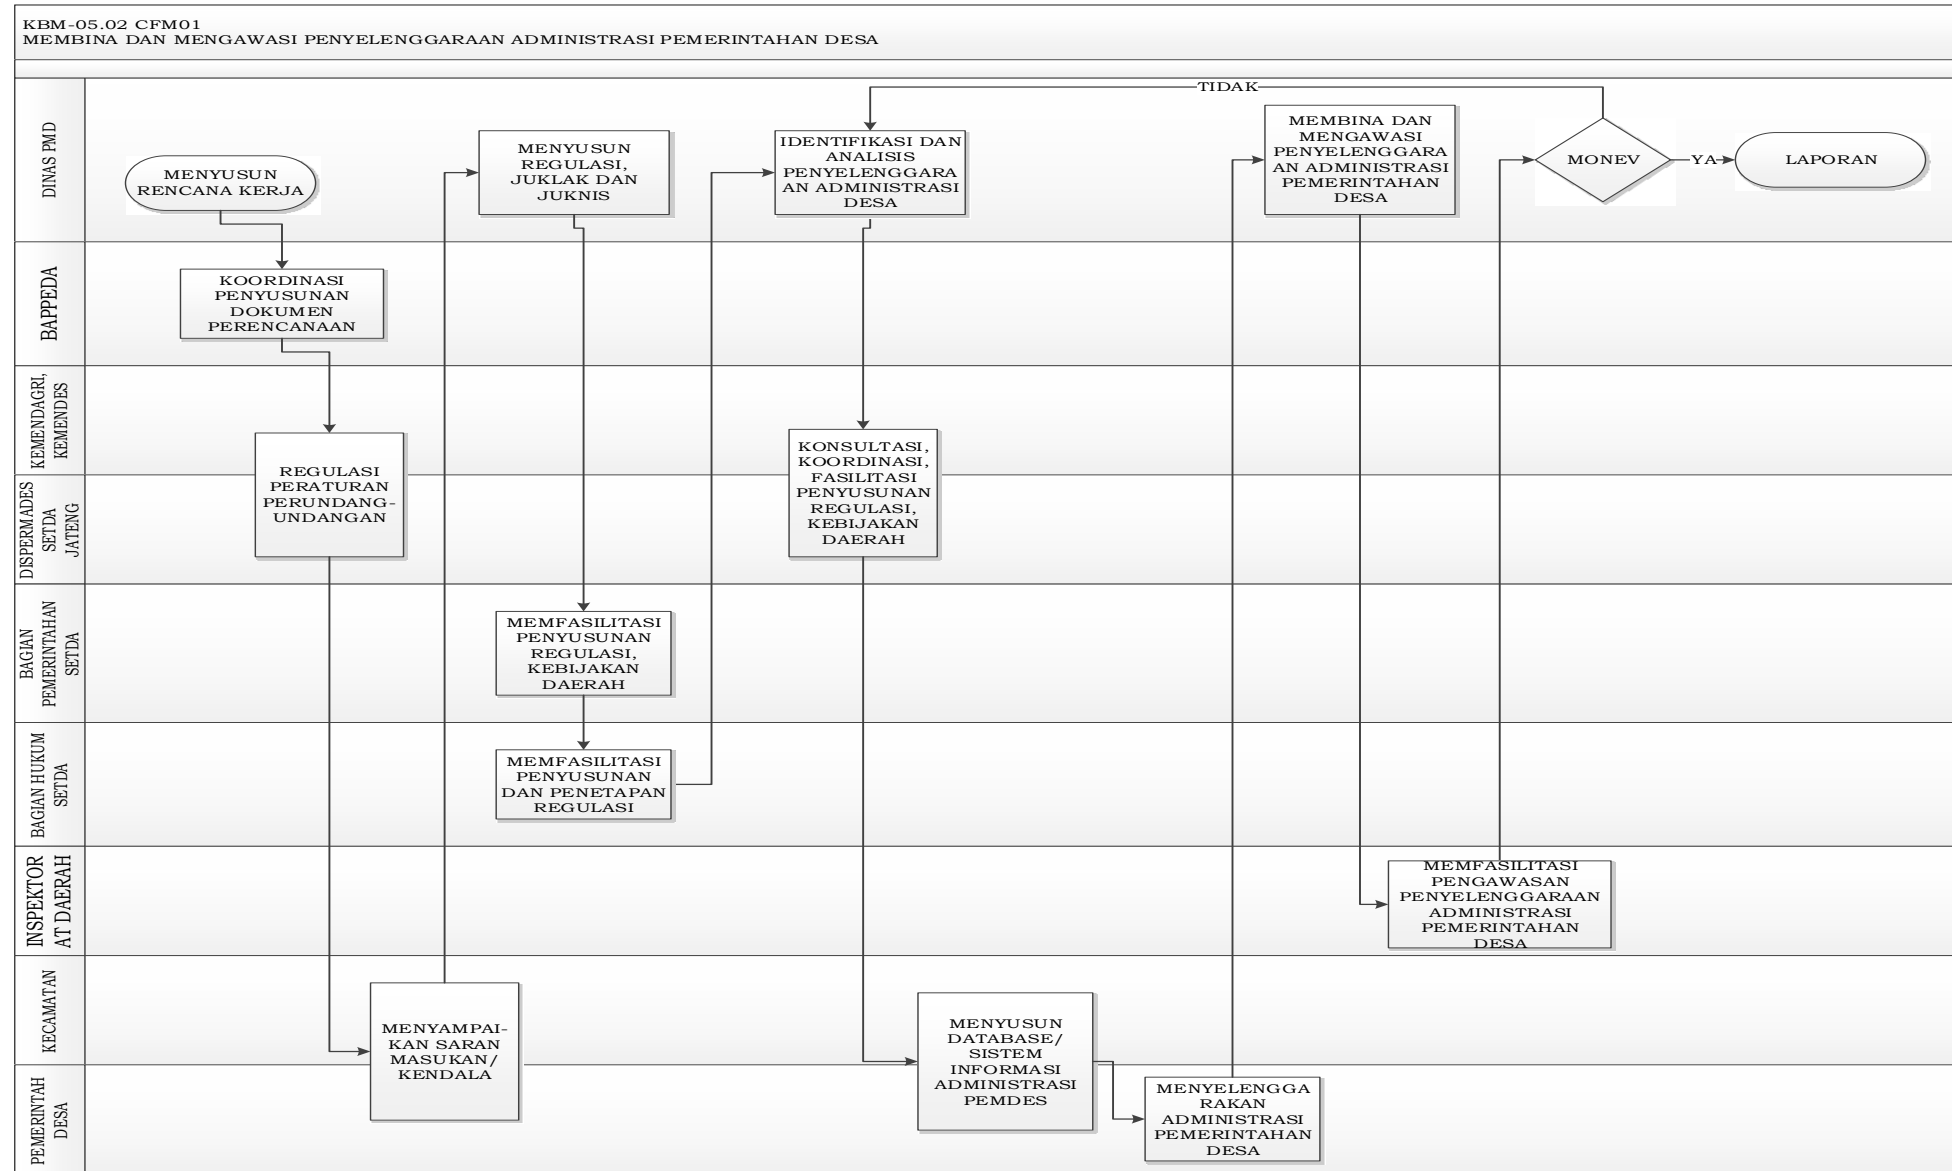 KBM-05.02 CFM01
MEMBINA DAN MENGAWASI PENYELENGGARAAN ADMINISTRASI PEMERINTAHAN DESA
DINAS PMD
MENYUSUN
RENCANA KERJA
MENYUSUN
REGULASI,
JUKLAK DAN
JUKNIS
IDENTIFIKASI DAN
ANALISIS
PENYELENGGARA
AN ADMINISTRASI
DESA
TIDAK
MEMBINA DAN
MENGAWASI
PENYELENGGARA
AN ADMINISTRASI
PEMERINTAHAN
DESA
MONEV
YA
LAPORAN
BAPPEDA
KOORDINASI
PENYUSUNAN
DOKUMEN
PERENCANAAN
KEMENDAGRI,
KEMENDES
DISPERMADES
SETDA
JATENG
REGULASI
PERATURAN
PERUNDANG-
UNDANGAN
KONSULTASI,
KOORDINASI,
FASILITASI
PENYUSUNAN
REGULASI,
KEBIJAKAN
DAERAH
BAGIAN
PEMERINTAHAN
SETDA
MEMFASILITASI
PENYUSUNAN
REGULASI,
KEBIJAKAN
DAERAH
BAGIAN HUKUM
SETDA
MEMFASILITASI
PENYUSUNAN
DAN PENETAPAN
REGULASI
INSPEKTOR
AT DAERAH
MEMFASILITASI
PENGAWASAN
PENYELENGGARAAN
ADMINISTRASI
PEMERINTAHAN
DESA
KECAMATAN
MENYAMPAI-
KAN SARAN
MASUKAN/
KENDALA
MENYUSUN
DATABASE/
SISTEM
INFORMASI
ADMINISTRASI
PEMDES
PEMERINTAH
DESA
MENYELENGGA
RAKAN
ADMINISTRASI
PEMERINTAHAN
DESA